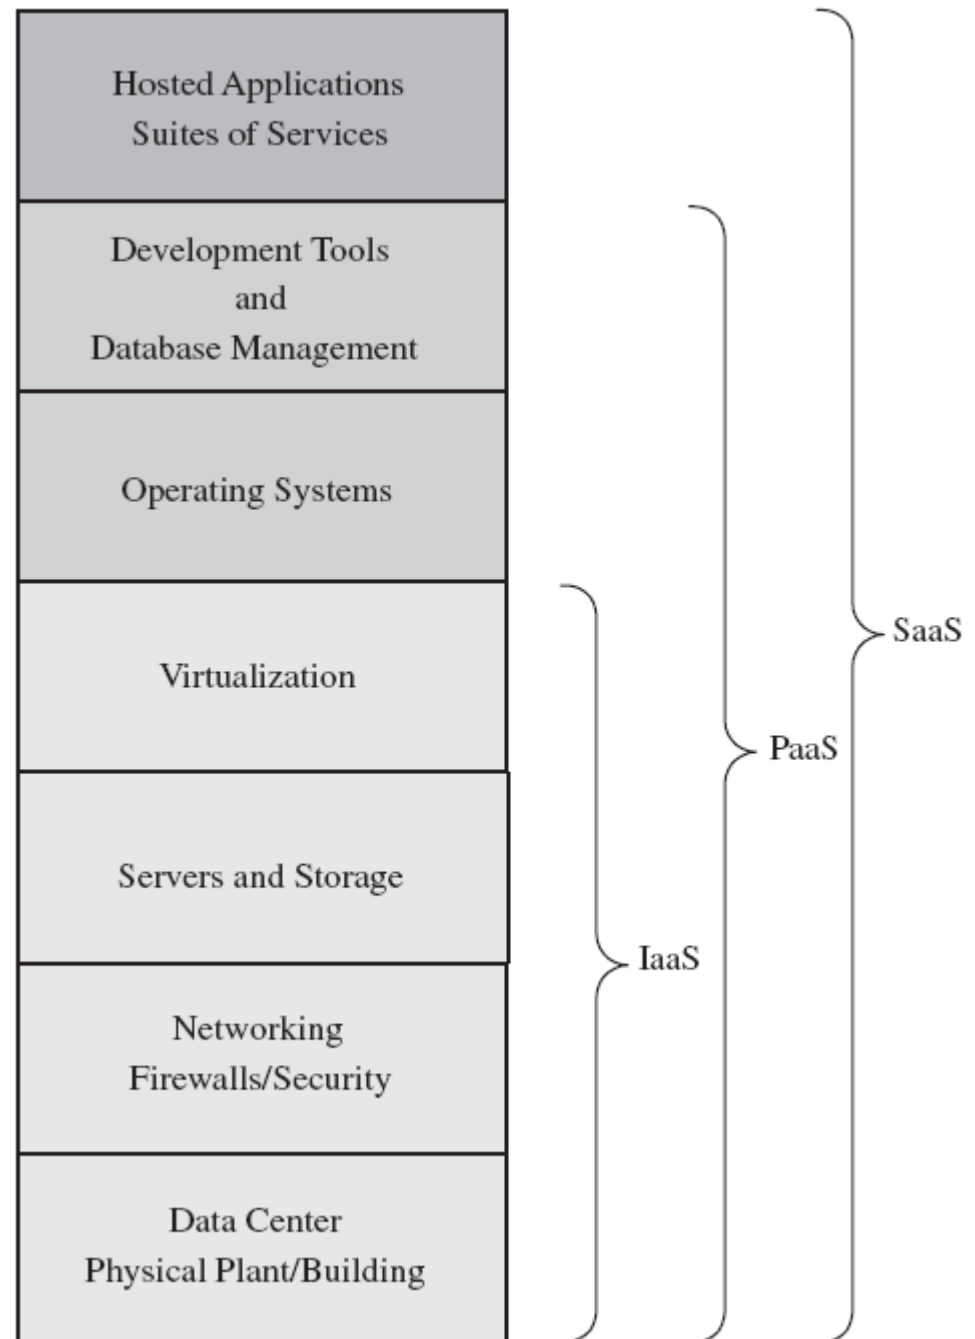 Hosted Applications
Suites of Services
Development Tools
and
Database Management
Operating Systems
Virtualization
Servers and Storage
Networking
Firewalls/Security
Data Center
Physical Plant/Building
SaaS
PaaS
IaaS